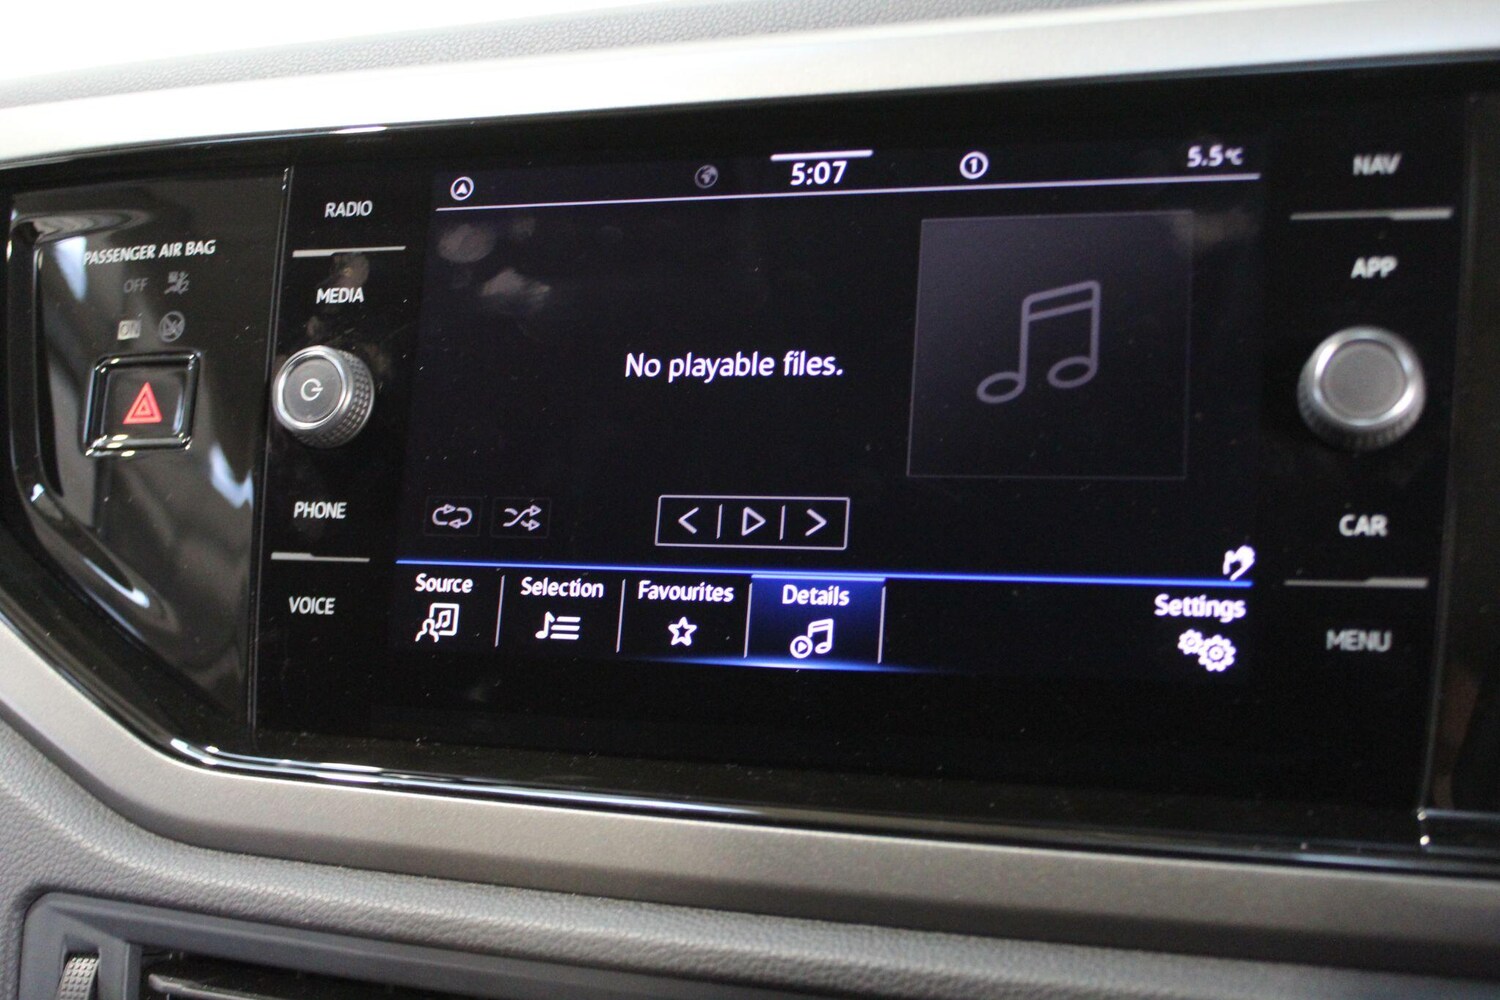 PASSENGER AIR BAG
OFF
ON
RADIO
MEDIA
PHONE
VOICE
5:07
1
5.5°C
No playable files.
Source
Selection
Favourites
Details
Settings
NAV
APP
CAR
MENU